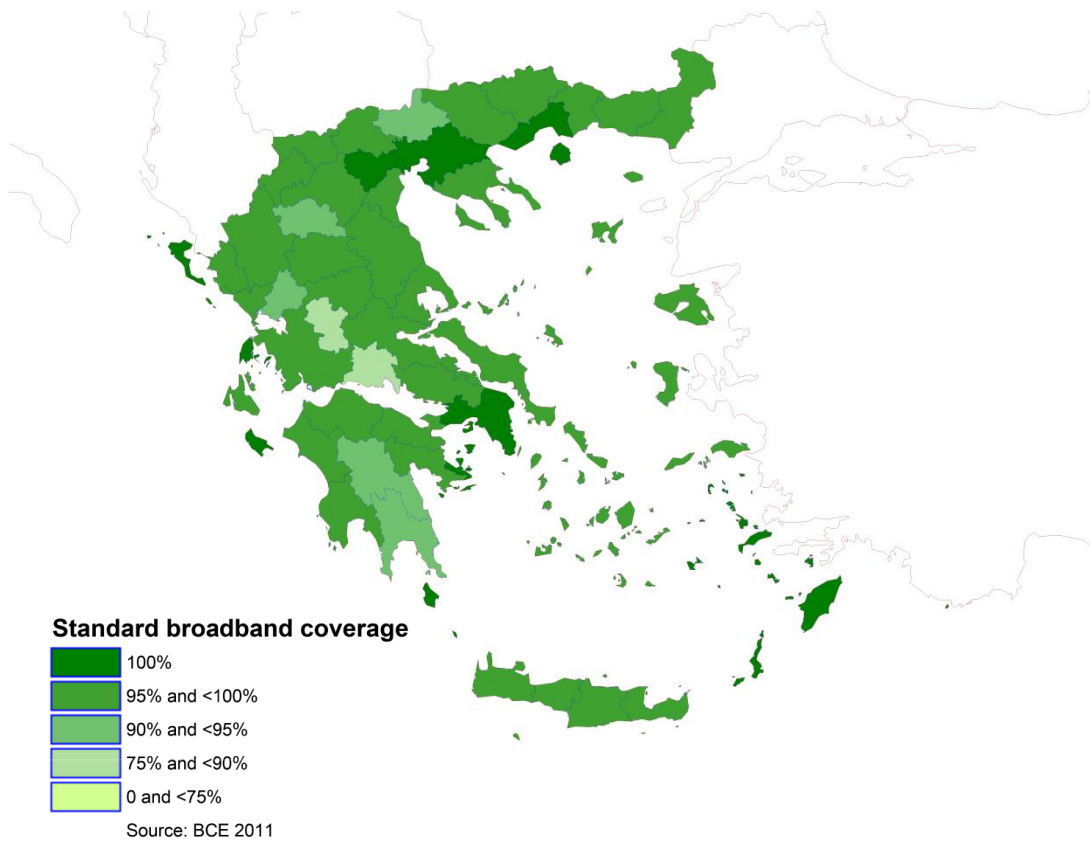 Standard broadband coverage
100%
95% and <100%
90% and <95%
75% and <90%
0 and <75%
Source: BCE 2011